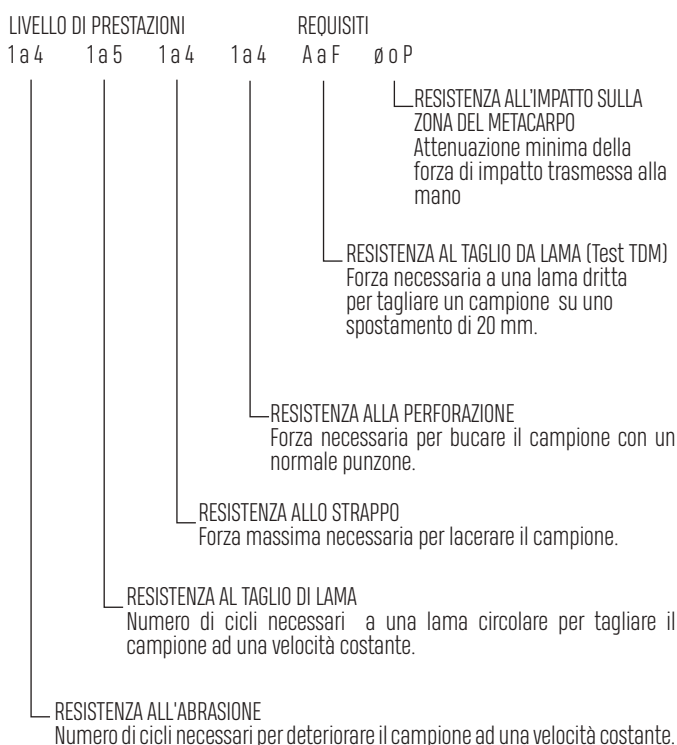 LIVELLO DI PRESTAZIONI REQUISITI
1 a 4 1 a 5 1 a 4 1 a 4 A a F ø o P
RESISTENZA ALL'IMPATTO SULLA
ZONA DEL METACARPO
Attenuazione minima della
forza di impatto trasmessa alla
mano
RESISTENZA AL TAGLIO DA LAMA (Test TDM)
Forza necessaria a una lama dritta
per tagliare un campione su uno
spostamento di 20 mm.
RESISTENZA ALLA PERFORAZIONE
Forza necessaria per bucare il campione con un
normale punzone.
RESISTENZA ALLO STRAPPO
Forza massima necessaria per lacerare il campione.
RESISTENZA AL TAGLIO DI LAMA
Numero di cicli necessari a una lama circolare per tagliare il
campione ad una velocità costante.
RESISTENZA ALL'ABRASIONE
Numero di cicli necessari per deteriorare il campione ad una velocità costante.